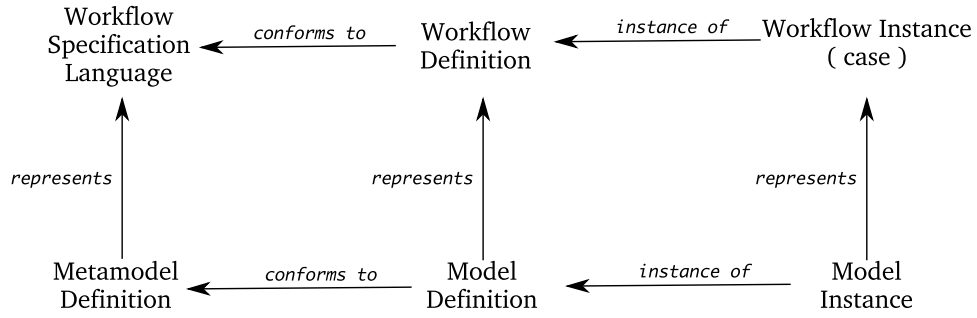 Workflow
Specification
Language
conforms to
Workflow
Definition
instance of
Workflow Instance
( case )
represents
represents
represents
Metamodel
Definition
conforms to
Model
Definition
instance of
Model
Instance